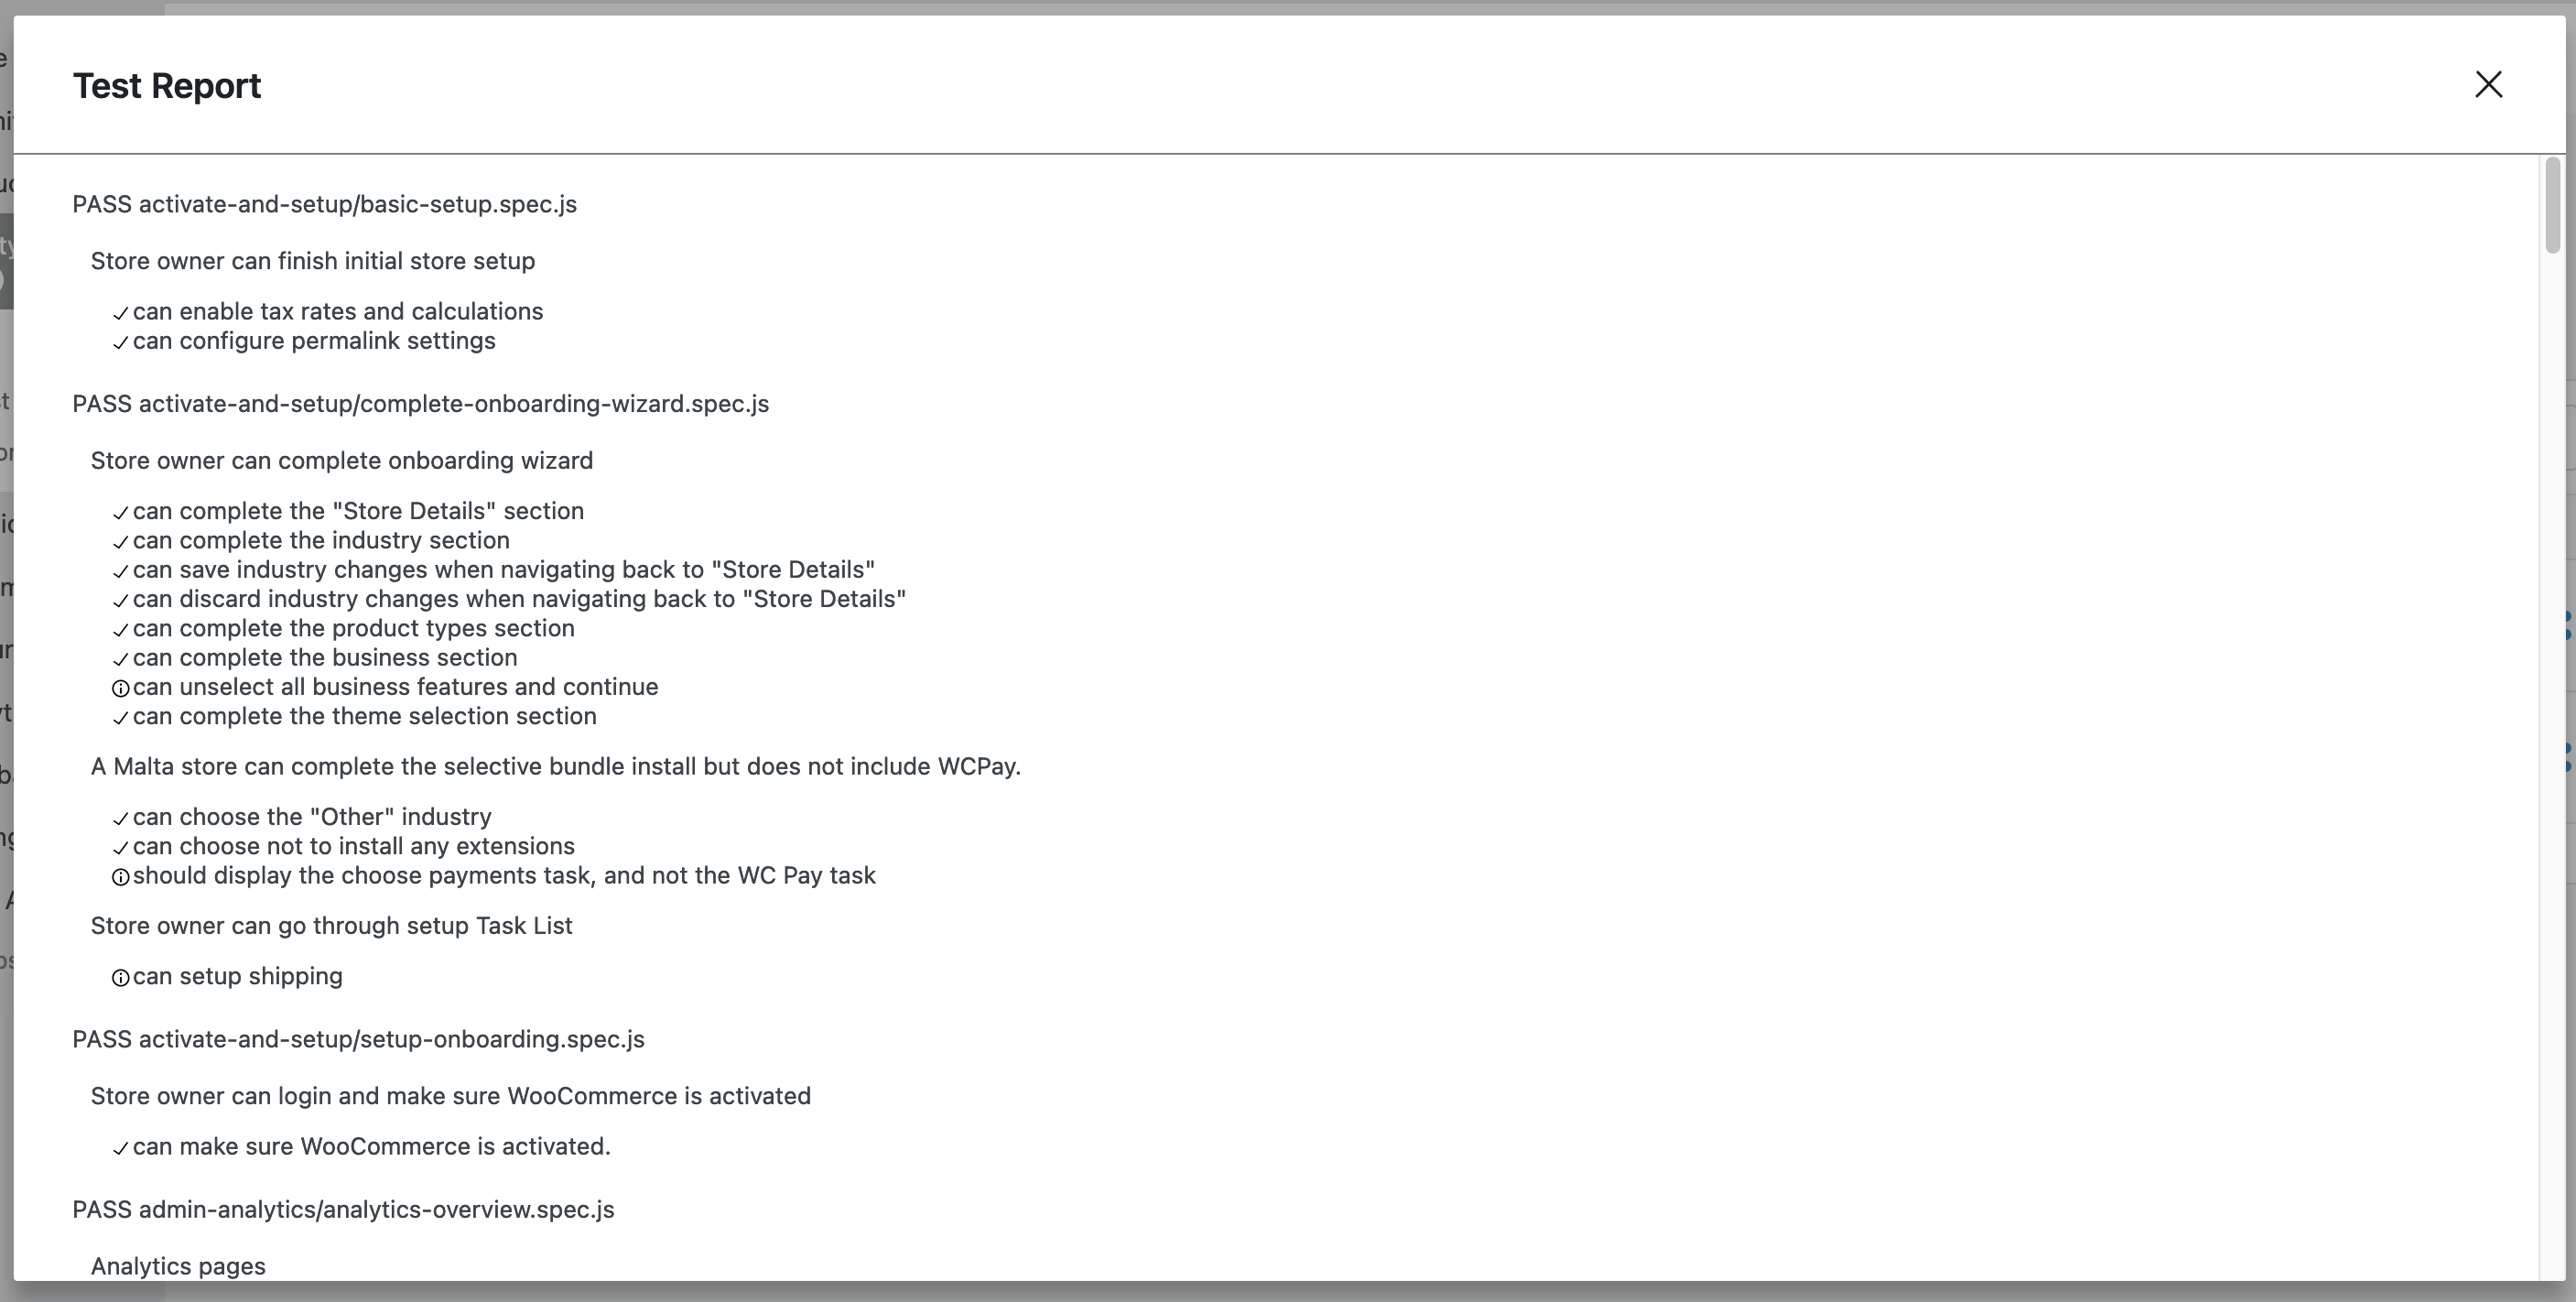 Test Report
PASS activate-and-setup/basic-setup.spec.js
Store owner can finish initial store setup
can enable tax rates and calculations
can configure permalink settings
PASS activate-and-setup/complete-onboarding-wizard.spec.js
Store owner can complete onboarding wizard
can complete the "Store Details" section
can complete the industry section
can save industry changes when navigating back to "Store Details"
can discard industry changes when navigating back to "Store Details"
can complete the product types section
can complete the business section
can unselect all business features and continue
can complete the theme selection section
A Malta store can complete the selective bundle install but does not include WCPay.
can choose the "Other" industry
can choose not to install any extensions
should display the choose payments task, and not the WC Pay task
Store owner can go through setup Task List
can setup shipping
PASS activate-and-setup/setup-onboarding.spec.js
Store owner can login and make sure WooCommerce is activated
can make sure WooCommerce is activated.
PASS admin-analytics/analytics-overview.spec.js
Analytics pages